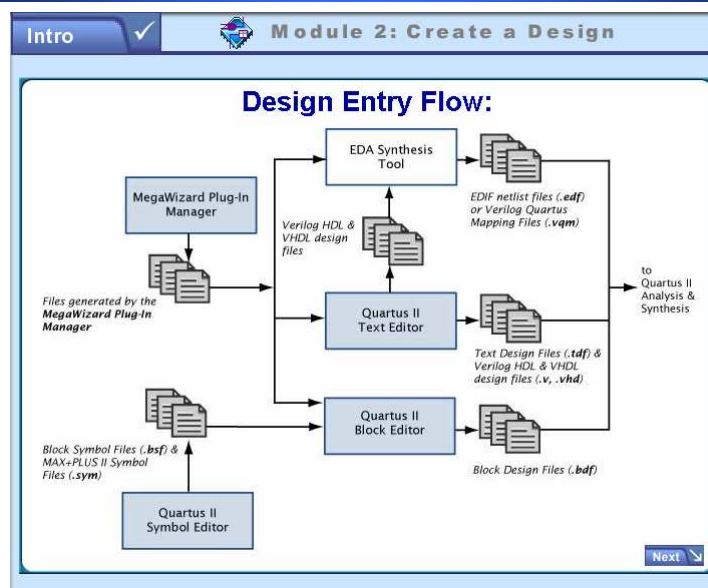 Intro
Module 2: Create a Design
Design Entry Flow:
EDA Synthesis
Tool
EDIF netlist files (.edf)
or Verilog Quartus
Mapping Files (.vqm)
MegaWizard Plug-In
Manager
Verilog HDL &
VHDL design
files
Files generated by the
MegaWizard Plug-In
Manager
Quartus II
Text Editor
to
Quartus II
Analysis &
Synthesis
Text Design Files (.tdf) &
Verilog HDL & VHDL
design files (.v, .vhd)
Quartus II
Block Editor
Block Symbol Files (.bsf) &
MAX+PLUS II Symbol
Files (.sym)
Block Design Files (.bdf)
Quartus II
Symbol Editor
Next